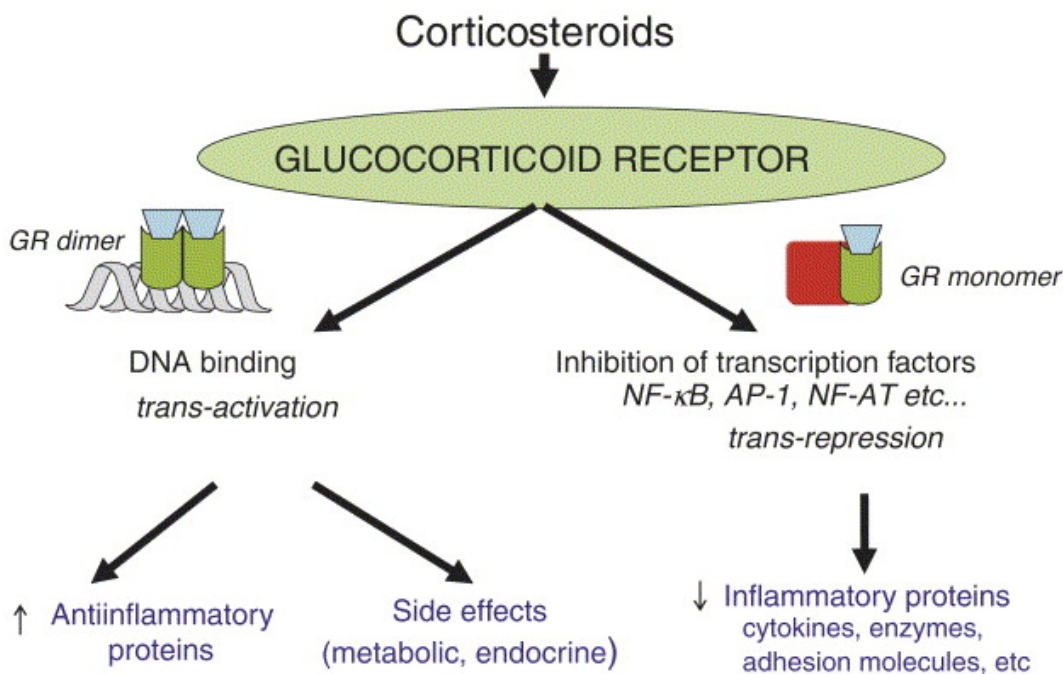 Corticosteroids
GLUCOCORTICOID RECEPTOR
GR dimer
GR monomer
DNA binding
trans-activation
Inhibition of transcription factors
NF-κB, AP-1, NF-AT etc...
trans-repression
↑ Antiinflammatory
proteins
Side effects
(metabolic, endocrine)
↓ Inflammatory proteins
cytokines, enzymes,
adhesion molecules, etc